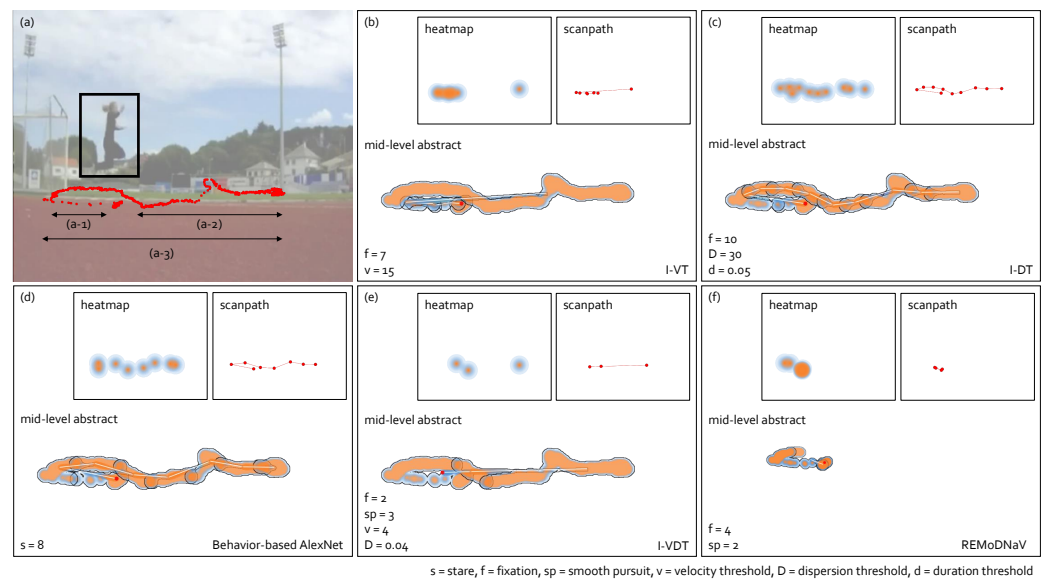 (a)
(a-1)
(a-2)
(a-3)
(b)
heatmap
scanpath
mid-level abstract
f = 7
v = 15
I-VT
(c)
heatmap
scanpath
mid-level abstract
f = 10
D = 30
d = 0.05
I-DT
(d)
heatmap
scanpath
mid-level abstract
s = 8
Behavior-based AlexNet
(e)
heatmap
scanpath
mid-level abstract
f = 2
sp = 3
v = 4
D = 0.04
I-VDT
(f)
heatmap
scanpath
mid-level abstract
f = 4
sp = 2
REMoDNaV
s = stare, f = fixation, sp = smooth pursuit, v = velocity threshold, D = dispersion threshold, d = duration threshold